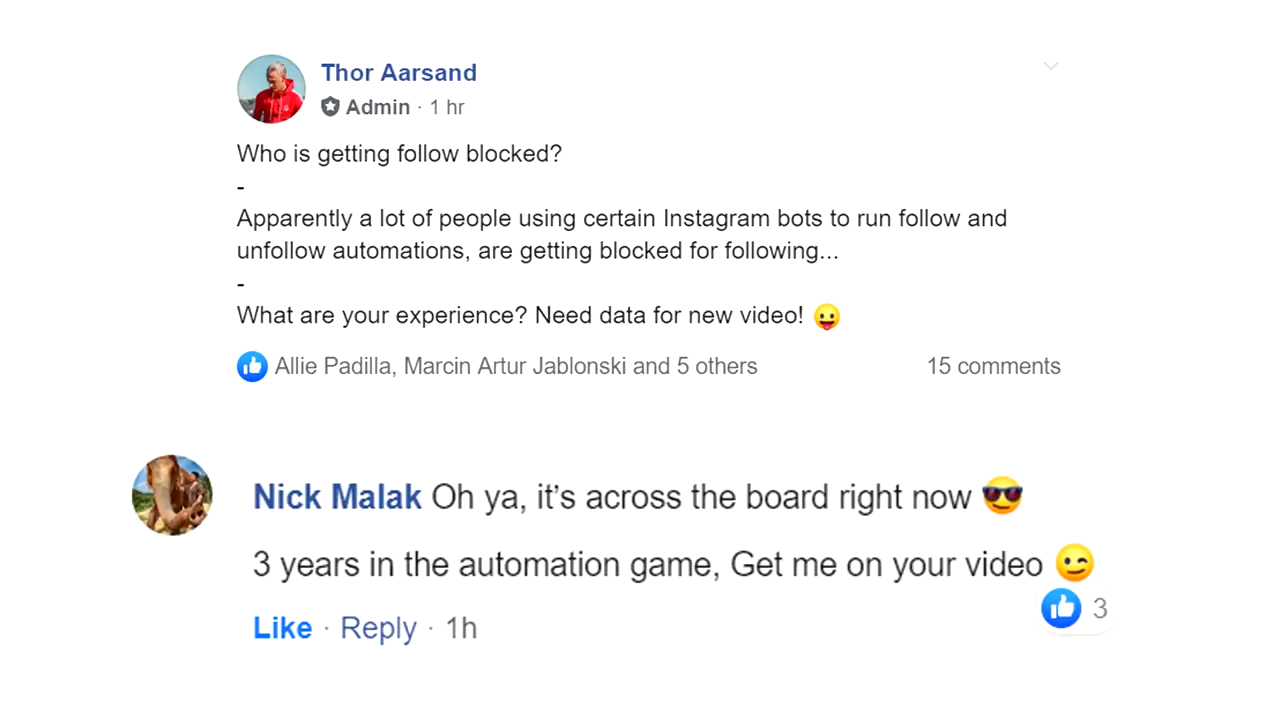 Thor Aarsand
Admin · 1 hr
Who is getting follow blocked?
-
Apparently a lot of people using certain Instagram bots to run follow and
unfollow automations, are getting blocked for following...
-
What are your experience? Need data for new video! 😛
Allie Padilla, Marcin Artur Jablonski and 5 others 15 comments
Nick Malak Oh ya, it’s across the board right now 😎
3 years in the automation game, Get me on your video 😉
3
Like · Reply · 1h